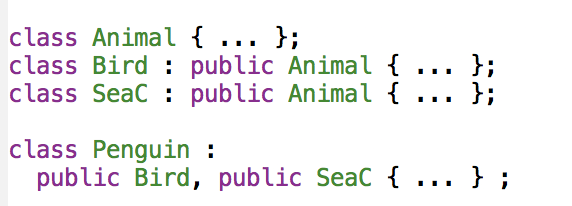 class Animal { ... };
class Bird : public Animal { ... };
class SeaC : public Animal { ... };
class Penguin :
public Bird, public SeaC { ... } ;